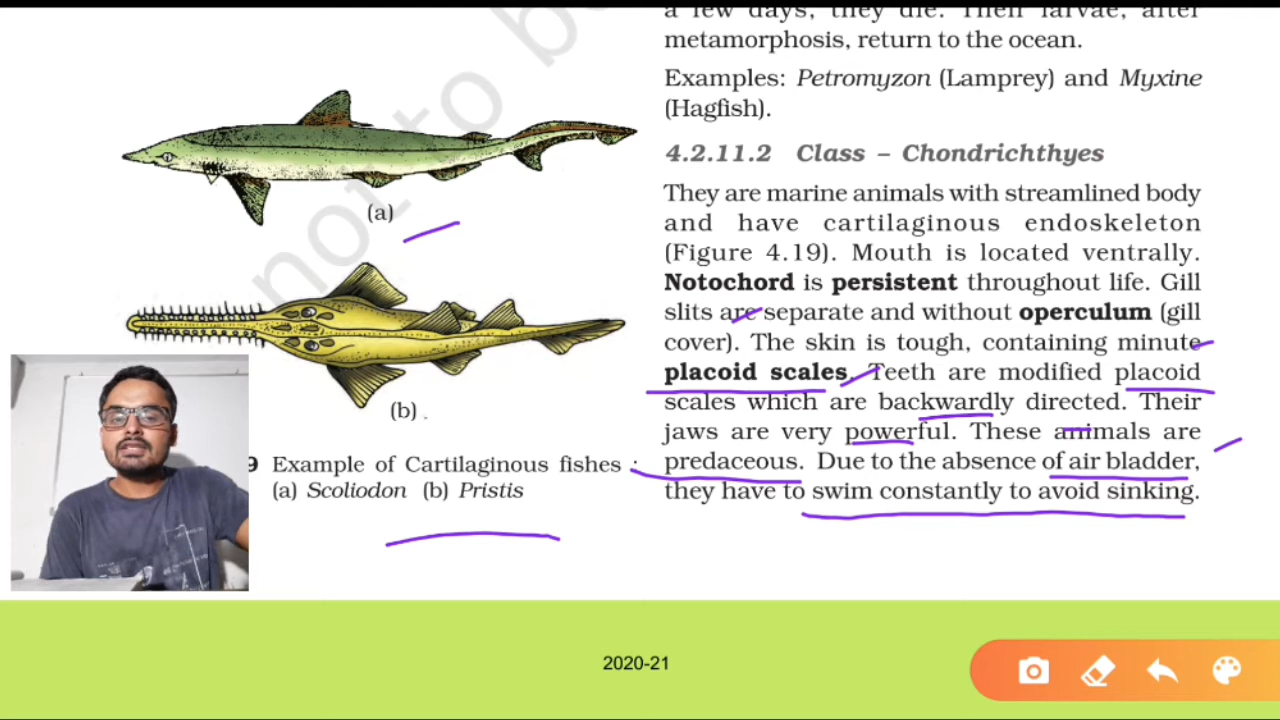 a few days, they die. Their larvae, after
metamorphosis, return to the ocean.
Examples: Petromyzon (Lamprey) and Myxine
(Hagfish).
4.2.11.2 Class – Chondrichthyes
They are marine animals with streamlined body
and have cartilaginous endoskeleton
(Figure 4.19). Mouth is located ventrally.
Notochord is persistent throughout life. Gill
slits are separate and without operculum (gill
cover). The skin is tough, containing minute
placoid scales. Teeth are modified placoid
scales which are backwardly directed. Their
jaws are very powerful. These animals are
predaceous. Due to the absence of air bladder,
they have to swim constantly to avoid sinking.
(a)
(b)
9 Example of Cartilaginous fishes :
(a) Scoliodon (b) Pristis
not to b
2020-21